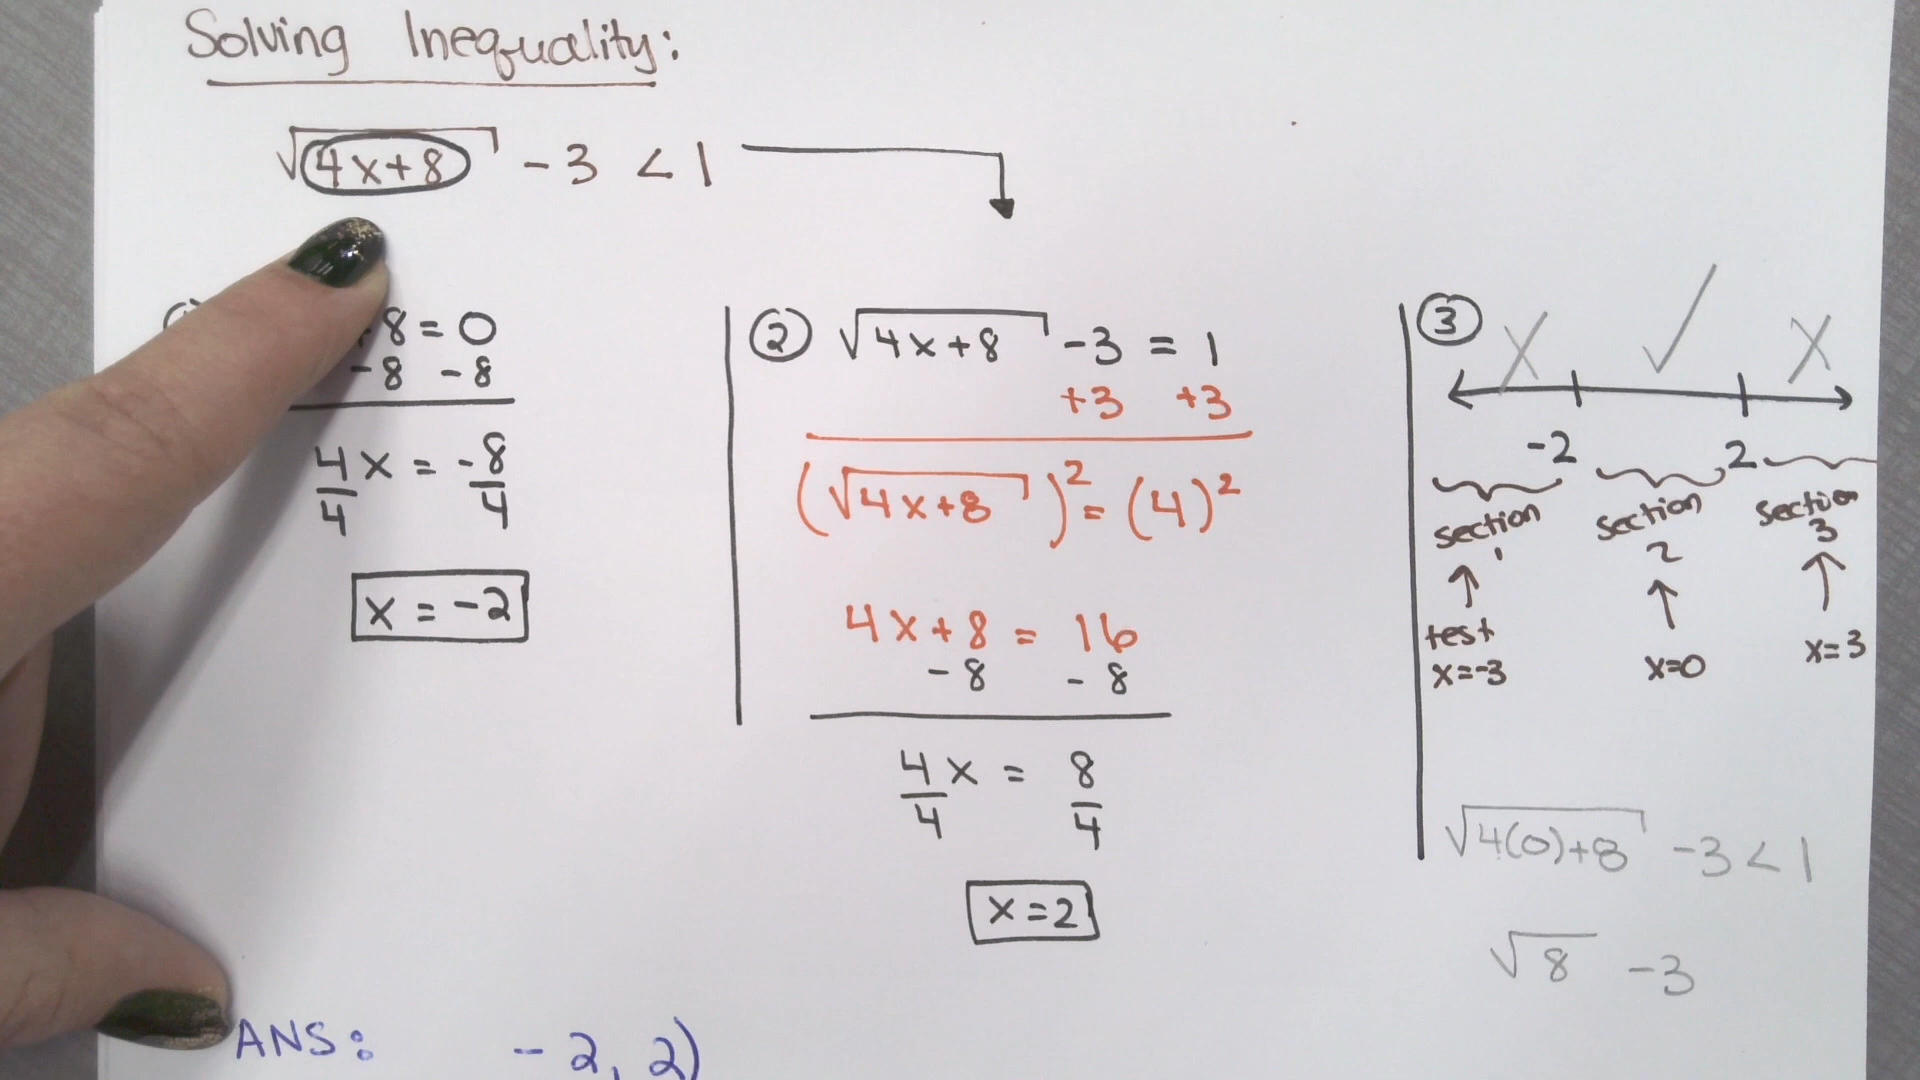 Solving Inequality:
√4x+8 - 3 < 1
8 = 0
-8 -8
4/4 x = -8/4
x = -2
② √4x+8 - 3 = 1
+3 +3
(√4x+8)² = (4)²
4x+8 = 16
-8 -8
4/4 x = 8/4
x = 2
③ X ✓ X
-2 2
section 1 section 2 section 3
test x=-3 x=0 x=3
√4(0)+8 - 3 < 1
√8 - 3
ANS: -2, 2)